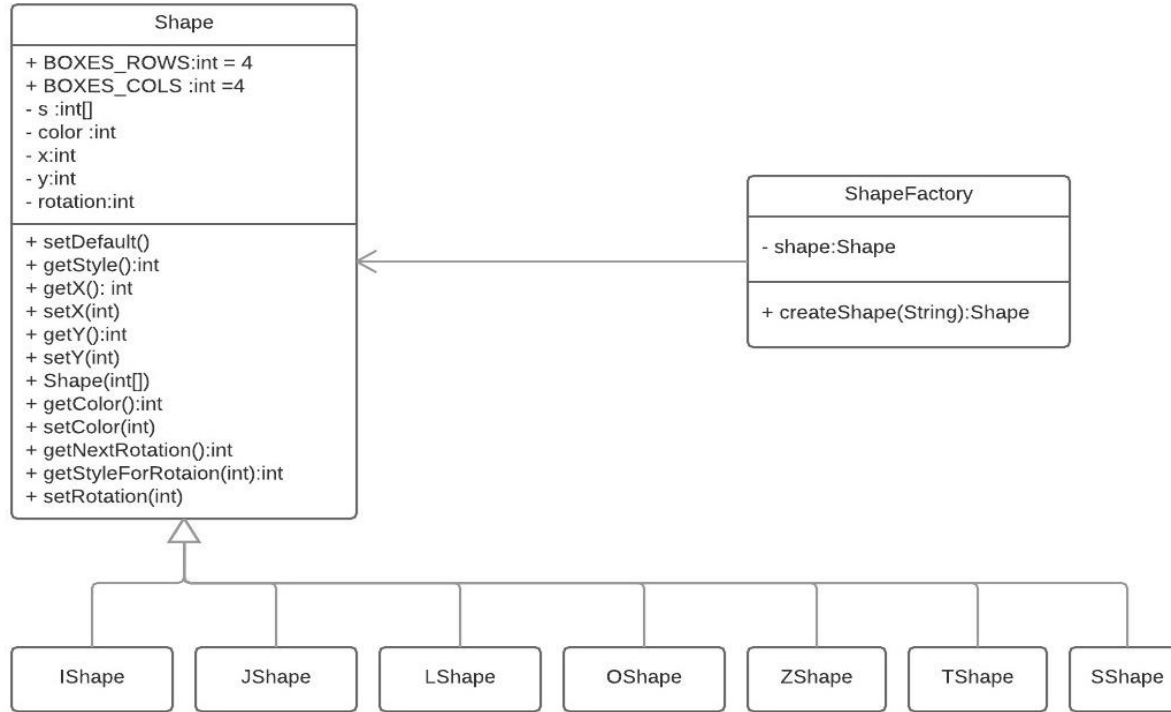 Shape
+ BOXES_ROWS:int = 4
+ BOXES_COLS :int =4
- s :int[]
- color :int
- x:int
- y:int
- rotation:int
+ setDefault()
+ getStyle():int
+ getX(): int
+ setX(int)
+ getY():int
+ setY(int)
+ Shape(int[])
+ getColor():int
+ setColor(int)
+ getNextRotation():int
+ getStyleForRotaion(int):int
+ setRotation(int)
ShapeFactory
- shape:Shape
+ createShape(String):Shape
IShape
JShape
LShape
OShape
ZShape
TShape
SShape